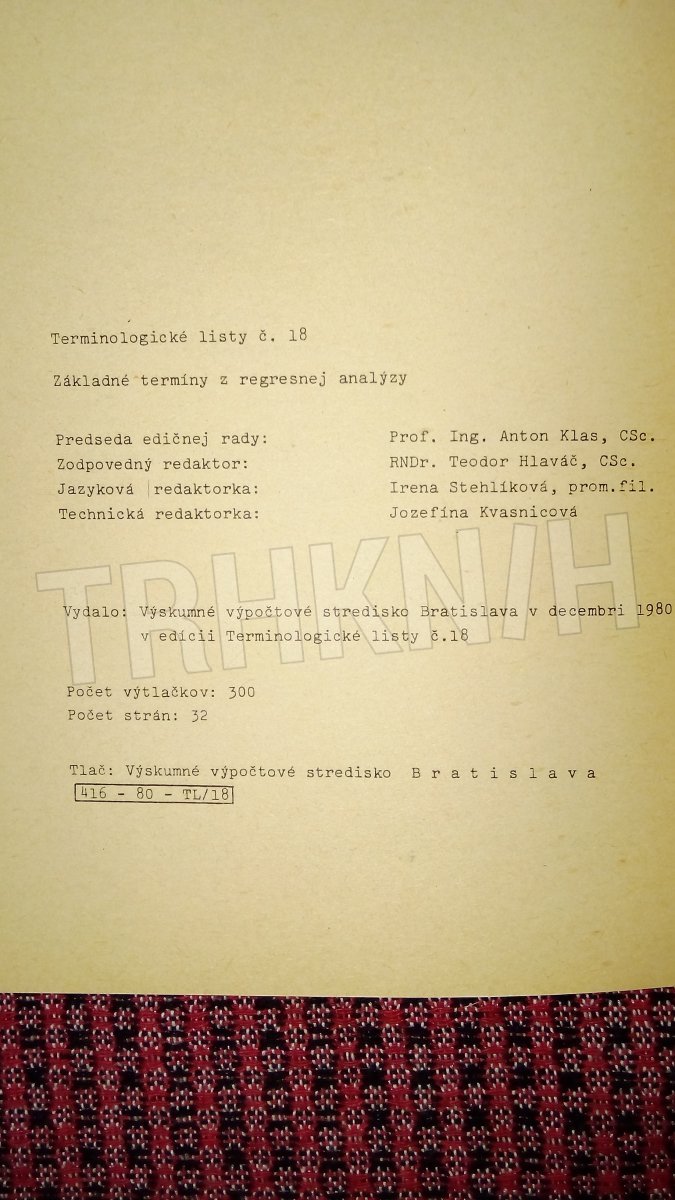 Terminologické listy č. 18
Základné termíny z regresnej analýzy
Predseda edičnej rady: Prof. Ing. Anton Klas, CSc.
Zodpovedný redaktor: RNDr. Teodor Hlaváč, CSc.
Jazyková redaktorka: Irena Stehlíková, prom.fil.
Technická redaktorka: Jozefína Kvasnicová
TRHKN/H
Vydalo: Výskumné výpočtové stredisko Bratislava v decembri 1980
v edícii Terminologické listy č.18
Počet výtlačkov: 300
Počet strán: 32
Tlač: Výskumné výpočtové stredisko B r a t i s l a v a
416 - 80 - TL/18